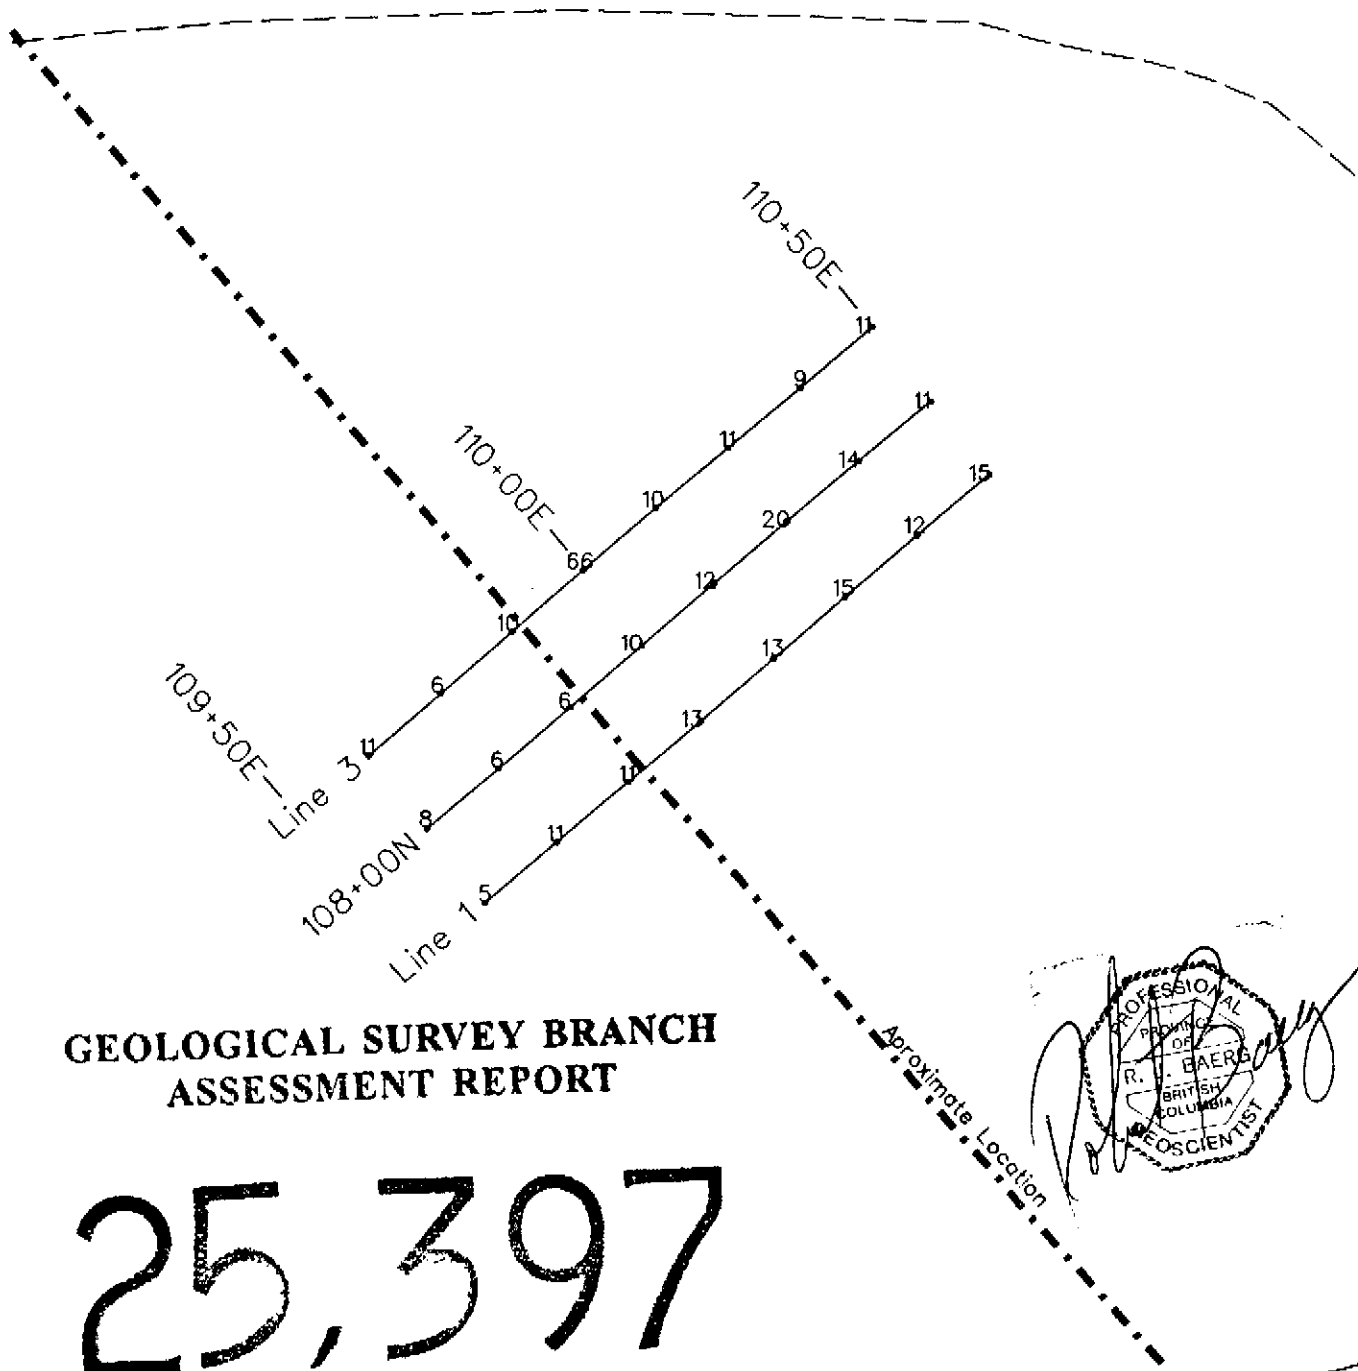 110+50E
11
9
11
10
110+00E
66
10
6
11
109+50E
Line 3
11
14
20
12
10
6
6
8
108+00N
15
12
15
13
13
11
11
5
Line 1
Aproximate Location
GEOLOGICAL SURVEY BRANCH
ASSESSMENT REPORT
25,397
PROFESSIONAL
PROVINCE
OF
BAERG
BRITISH
COLUMBIA
GEOSCIENTIST